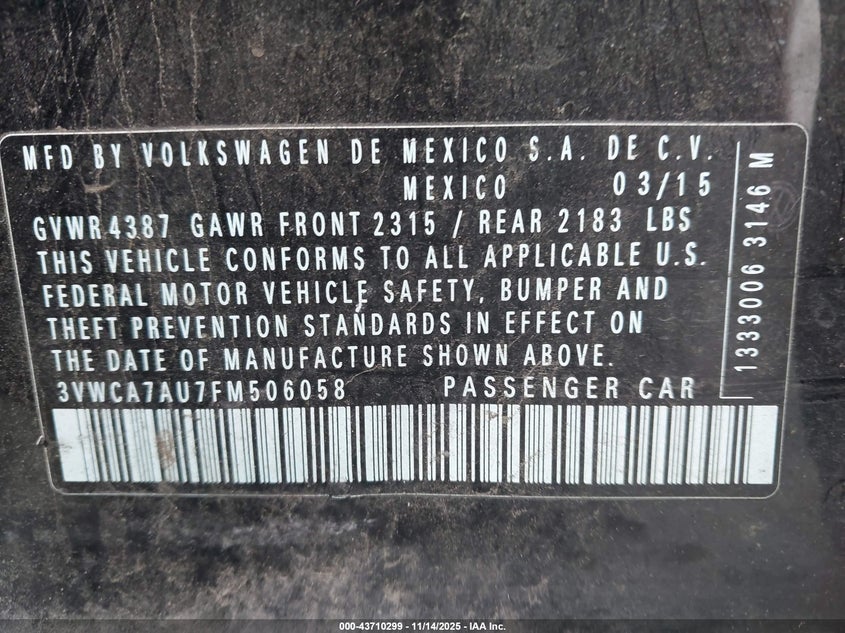 MFD BY VOLKSWAGEN DE MEXICO S.A. DE C.V.
MEXICO 03/15
GVWR 4387 GAWR FRONT 2315 / REAR 2183 LBS
THIS VEHICLE CONFORMS TO ALL APPLICABLE U.S.
FEDERAL MOTOR VEHICLE SAFETY, BUMPER AND
THEFT PREVENTION STANDARDS IN EFFECT ON
THE DATE OF MANUFACTURE SHOWN ABOVE.
3VWCA7AU7FM506058 PASSENGER CAR
1333006 3146 M
000-43710299 - 11/14/2025 - IAA Inc.